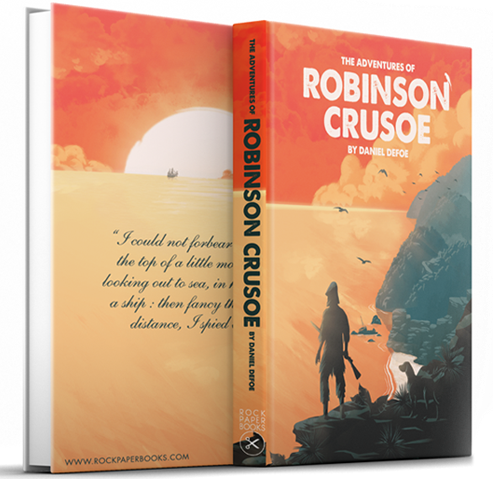 THE ADVENTURES OF
ROBINSON
CRUSOE
BY DANIEL DEFOE
THE ADVENTURES OF ROBINSON CRUSOE BY DANIEL DEFOE
ROCK
PAPER
BOOKS
“I could not forbear
the top of a little mo
looking out to sea, in
a ship : then fancy th
distance, I spied
WWW.ROCKPAPERBOOKS.COM